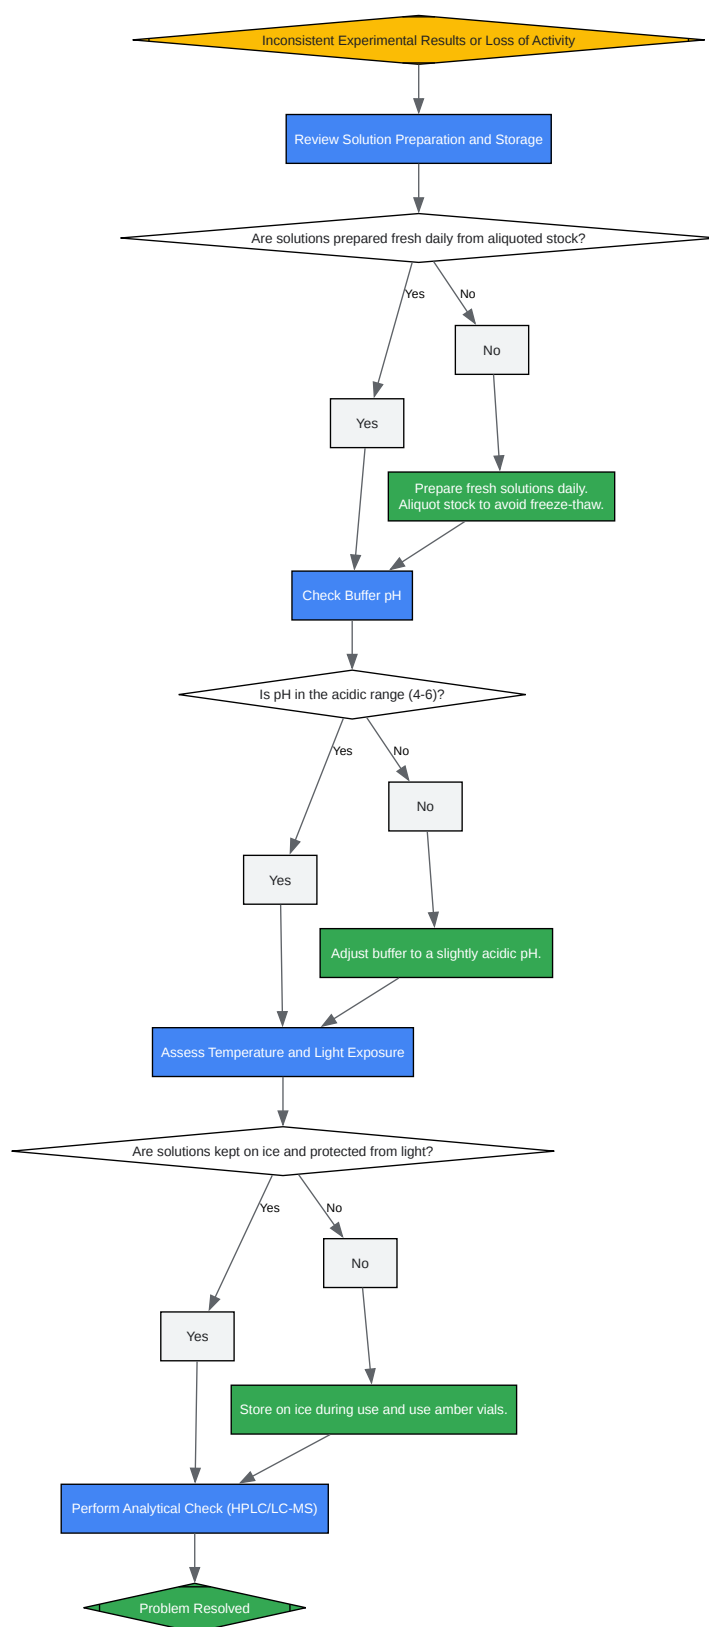 Inconsistent Experimental Results or Loss of Activity
Review Solution Preparation and Storage
Are solutions prepared fresh daily from aliquoted stock?
Yes
No
No
Yes
Prepare fresh solutions daily.
Aliquot stock to avoid freeze-thaw.
Check Buffer pH
Is pH in the acidic range (4-6)?
Yes
No
No
Yes
Adjust buffer to a slightly acidic pH.
Assess Temperature and Light Exposure
Are solutions kept on ice and protected from light?
Yes
No
No
Yes
Store on ice during use and use amber vials.
Perform Analytical Check (HPLC/LC-MS)
Problem Resolved